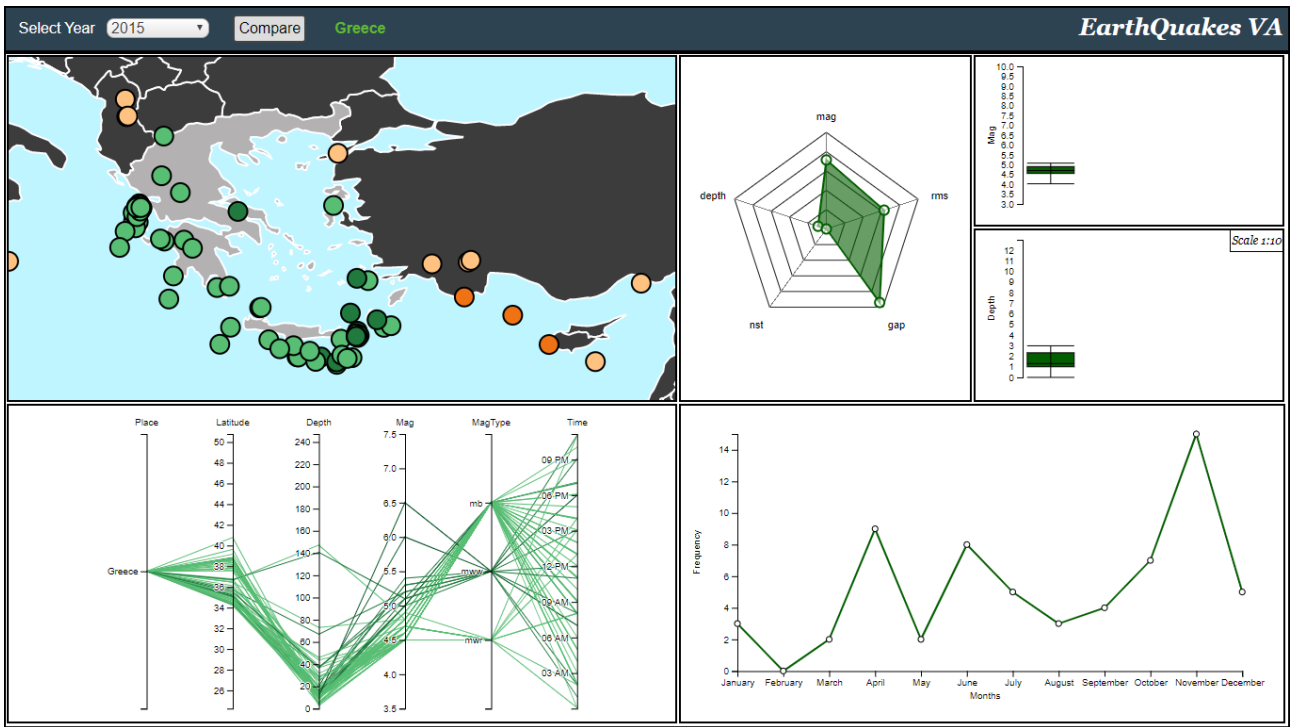 Select Year 2015 Compare Greece EarthQuakes VA
mag
rms
gap
nst
depth
Mag
10.0
9.5
9.0
8.5
8.0
7.5
7.0
6.5
6.0
5.5
5.0
4.5
4.0
3.5
3.0
Scale 1:10
Depth
12
11
10
9
8
7
6
5
4
3
2
1
0
Place Latitude Depth Mag MagType Time
Greece
50
48
46
44
42
40
38
36
34
32
30
28
26
240
220
200
180
160
140
120
100
80
60
40
20
0
7.5
7.0
6.5
6.0
5.5
5.0
4.5
4.0
3.5
mb
mww
mwr
09 PM
06 PM
03 PM
12 PM
09 AM
06 AM
03 AM
Frequency
14
12
10
8
6
4
2
0
January February March April May June July August September October November December
Months